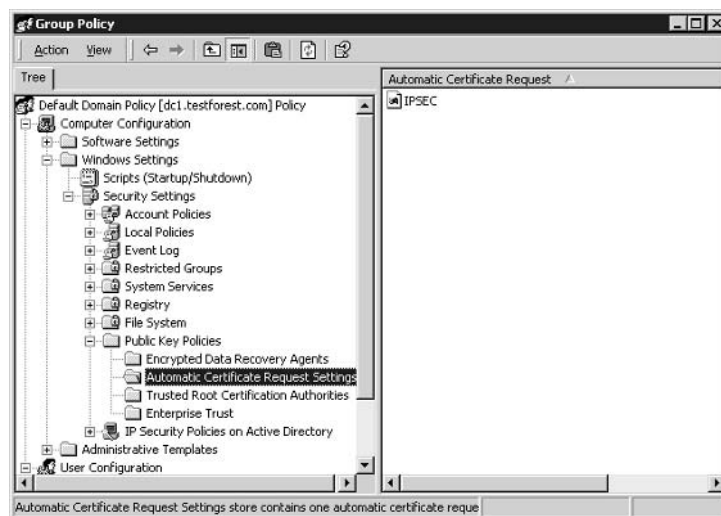 Group Policy
Action View
Tree
Automatic Certificate Request
Default Domain Policy [dc1.testforest.com] Policy
IPSEC
Computer Configuration
Software Settings
Windows Settings
Scripts (Startup/Shutdown)
Security Settings
Account Policies
Local Policies
Event Log
Restricted Groups
System Services
Registry
File System
Public Key Policies
Encrypted Data Recovery Agents
Automatic Certificate Request Settings
Trusted Root Certification Authorities
Enterprise Trust
IP Security Policies on Active Directory
Administrative Templates
User Configuration
Automatic Certificate Request Settings store contains one automatic certificate reque